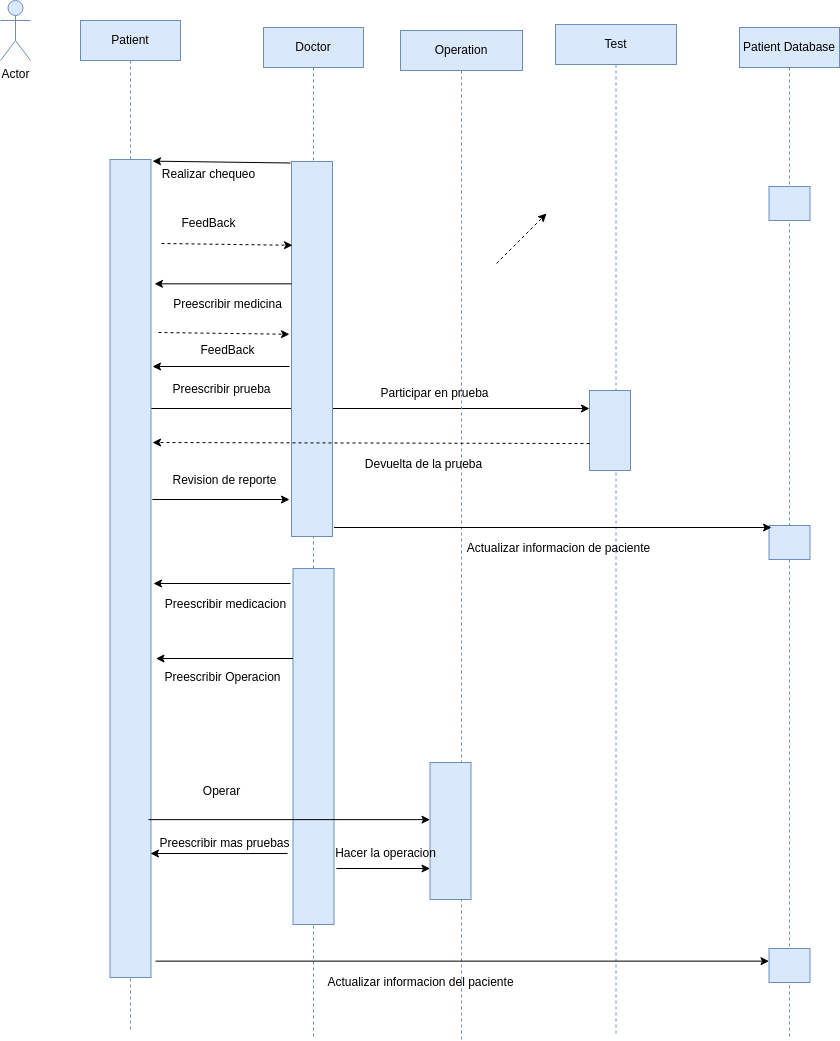 Actor
Patient
Doctor
Operation
Test
Patient Database
Realizar chequeo
FeedBack
Preescribir medicina
FeedBack
Preescribir prueba
Participar en prueba
Devuelta de la prueba
Revision de reporte
Actualizar informacion de paciente
Preescribir medicacion
Preescribir Operacion
Operar
Preescribir mas pruebas
Hacer la operacion
Actualizar informacion del paciente